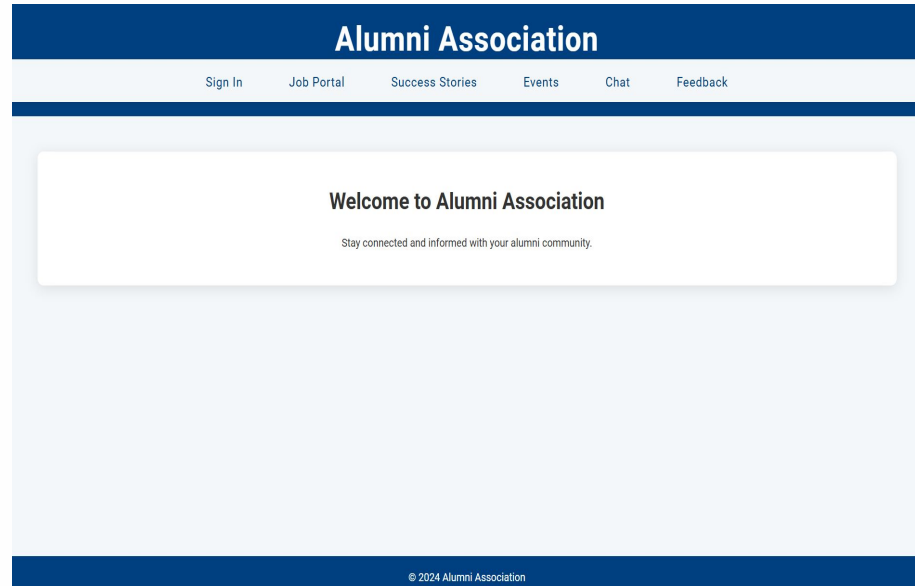 Alumni Association
Sign In Job Portal Success Stories Events Chat Feedback
Welcome to Alumni Association
Stay connected and informed with your alumni community.
© 2024 Alumni Association